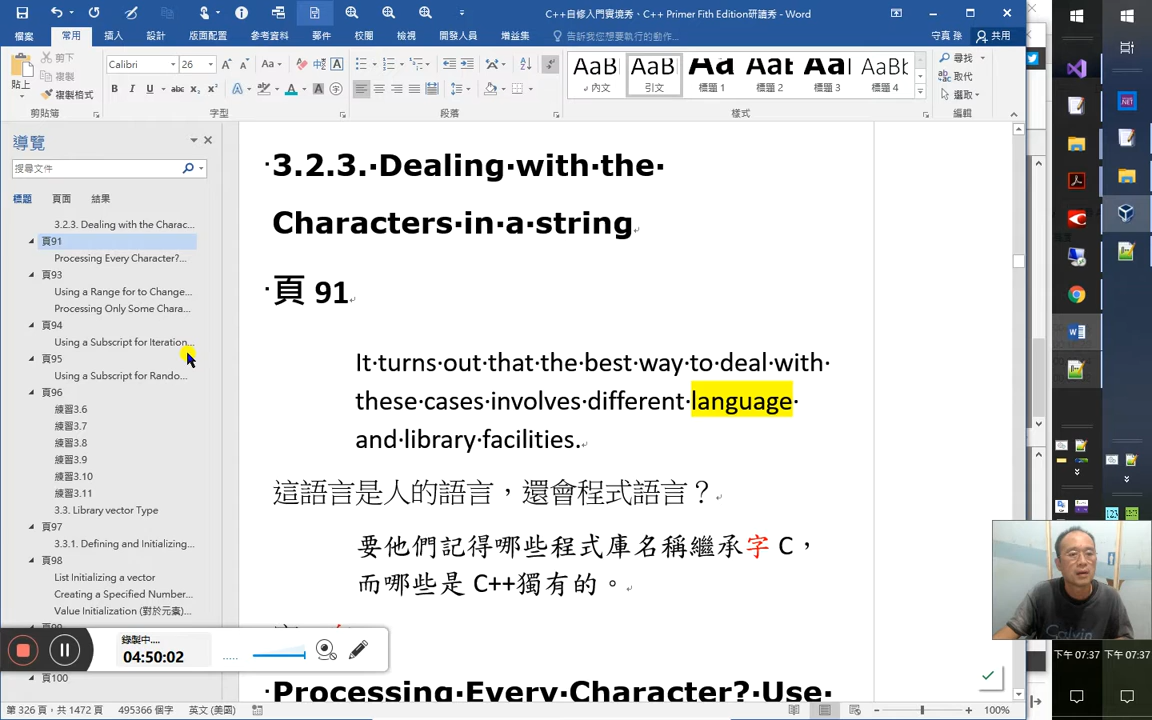 C++自修入門實境秀、C++ Primer Fith Edition研讀秀 - Word
檔案 常用 插入 設計 版面配置 參考資料 郵件 校閱 檢視 開發人員 增益集 告訴我您想要執行的動作... 守真 孫 共用
貼上 剪下 複製 複製格式
Calibri 26
AaB AaB Aa AaE AaB AaBb
內文 引文 標題 1 標題 2 標題 3 標題 4
尋找 取代 選取
剪貼簿 字型 段落 樣式 編輯
導覽
搜尋文件
標題 頁面 結果
3.2.3. Dealing with the Charac...
頁91
Processing Every Character?...
頁93
Using a Range for to Change...
Processing Only Some Chara...
頁94
Using a Subscript for Iteration...
頁95
Using a Subscript for Rando...
頁96
練習3.6
練習3.7
練習3.8
練習3.9
練習3.10
練習3.11
3.3. Library vector Type
頁97
3.3.1. Defining and Initializing...
頁98
List Initializing a vector
Creating a Specified Number...
Value Initialization (對於元素)...
頁100
3.2.3. Dealing with the
Characters in a string
頁 91
It turns out that the best way to deal with
these cases involves different language
and library facilities.
這語言是人的語言，還會程式語言？
要他們記得哪些程式庫名稱繼承字 C，
而哪些是 C++獨有的。
Processing Every Character? Use
錄製中....
04:50:02
Calvin
下午 07:37 下午 07:37
第 326 頁，共 1472 頁 495366 個字 英文 (美國) 100%